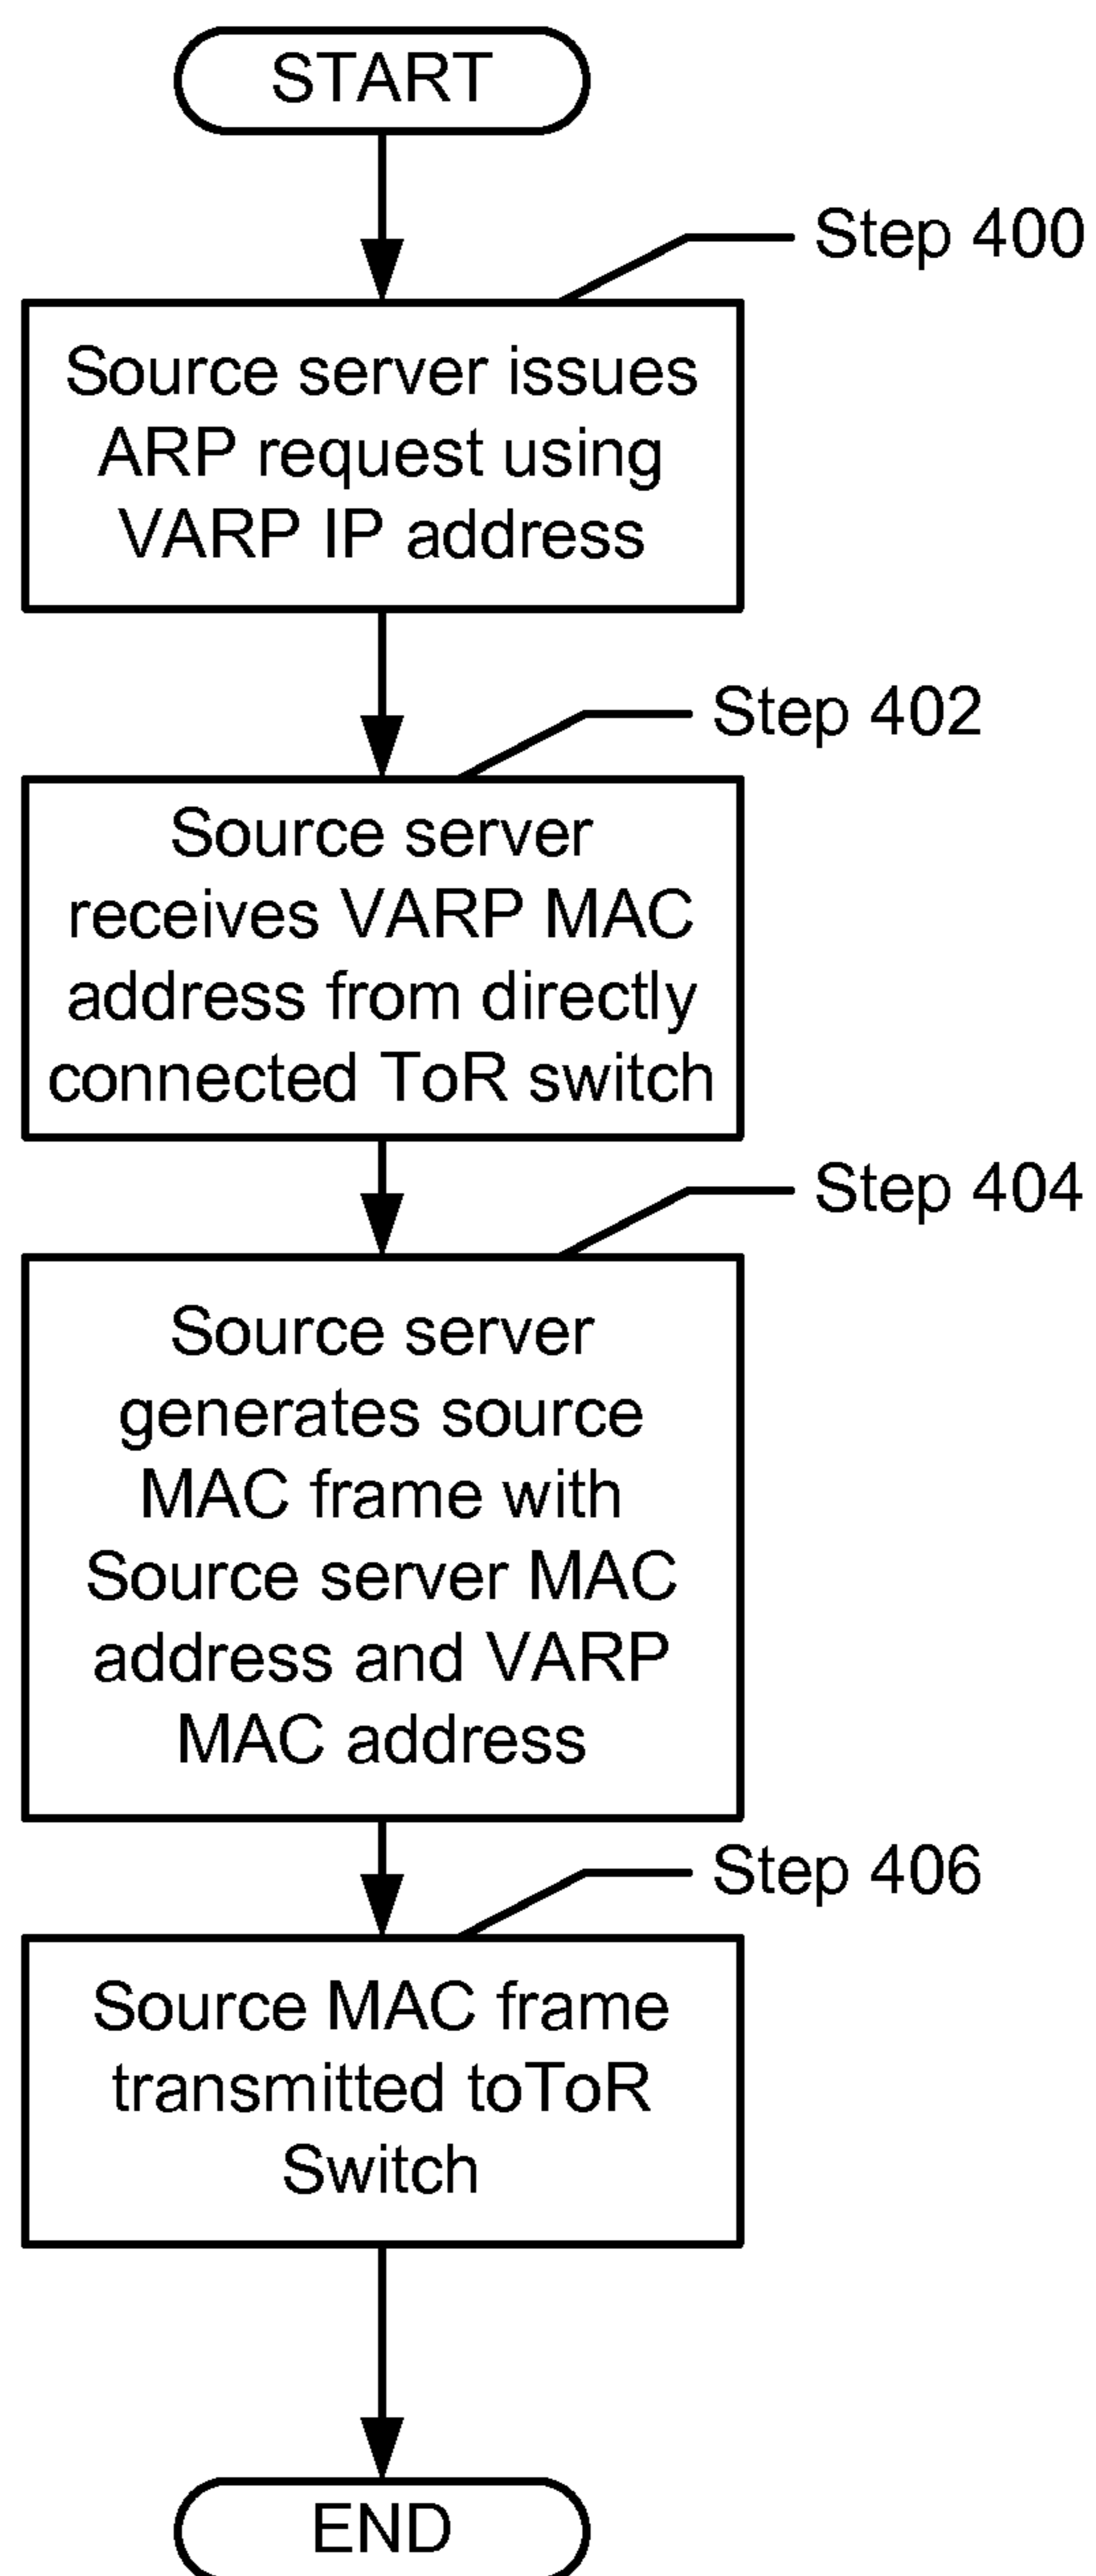 START
Step 400
Source server issues
ARP request using
VARP IP address
Step 402
Source server
receives VARP MAC
address from directly
connected ToR switch
Step 404
Source server
generates source
MAC frame with
Source server MAC
address and VARP
MAC address
Step 406
Source MAC frame
transmitted toToR
Switch
END